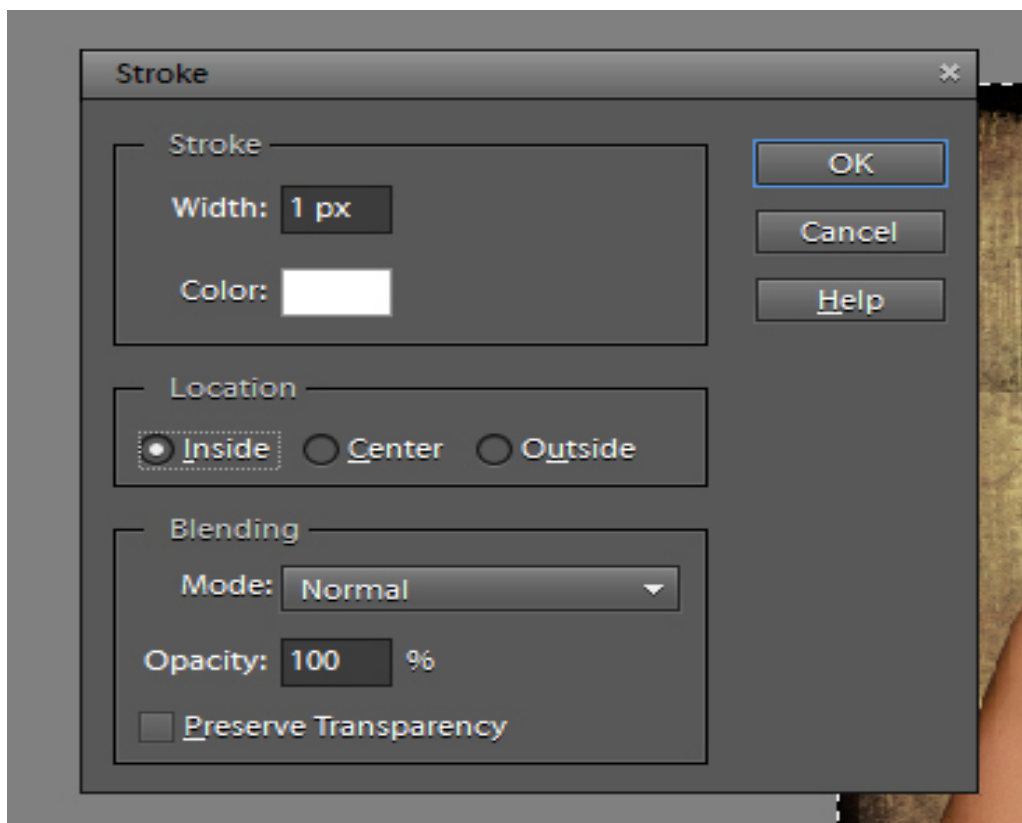 Stroke
Stroke
Width: 1 px
Color:
OK
Cancel
Help
Location
Inside Center Outside
Blending
Mode: Normal
Opacity: 100 %
Preserve Transparency